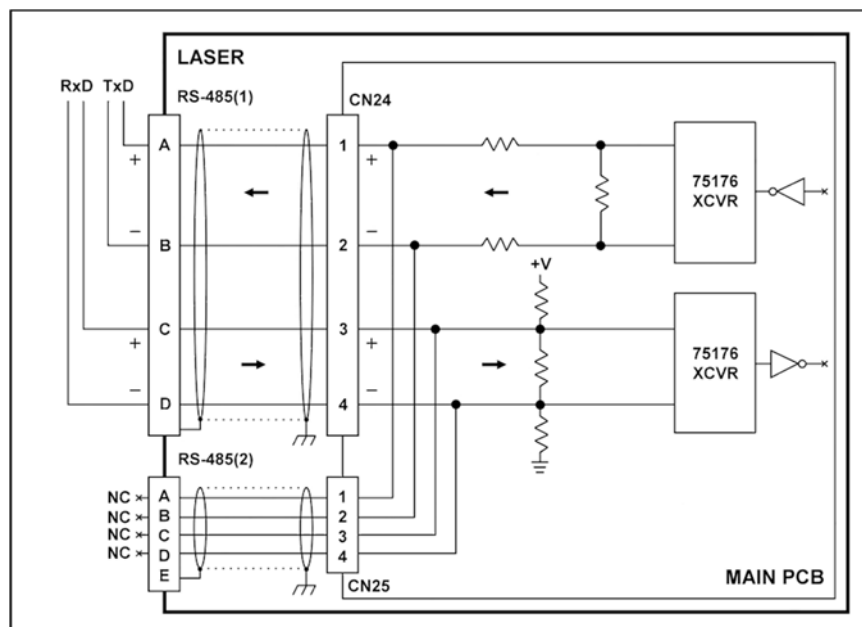 LASER
RxD TxD
RS-485(1)
CN24
A
+
−
B
C
+
−
D
1
+
−
2
3
+
−
4
+V
75176
XCVR
75176
XCVR
RS-485(2)
NC A
NC B
NC C
NC D
E
1
2
3
4
CN25
MAIN PCB